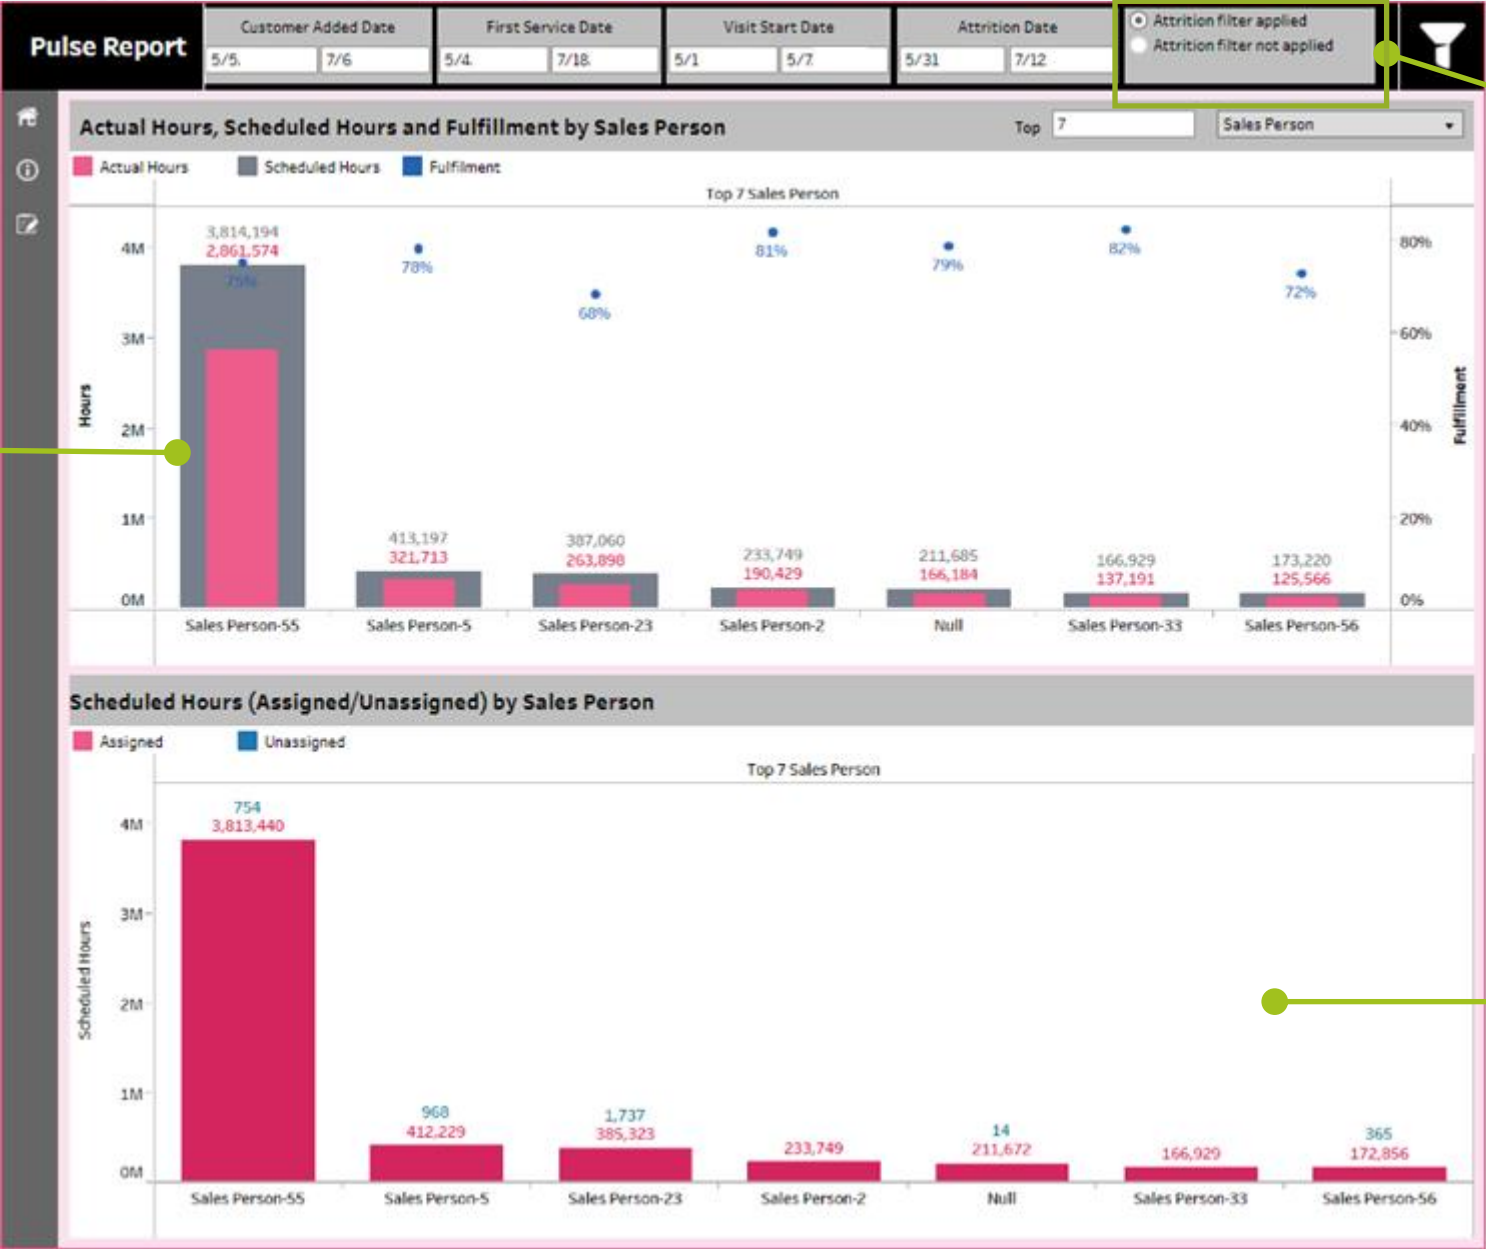 Pulse Report
Customer Added Date
5/5. 7/6
First Service Date
5/4. 7/18.
Visit Start Date
5/1 5/7.
Attrition Date
5/31 7/12
Attrition filter applied
Attrition filter not applied
Actual Hours, Scheduled Hours and Fulfillment by Sales Person
Top 7 Sales Person
Actual Hours Scheduled Hours Fulfilment
Top 7 Sales Person
3,814,194
2,861,574
75%
78%
68%
81%
79%
82%
72%
4M
3M
2M
1M
0M
Hours
80%
60%
40%
20%
0%
Fulfillment
413,197
321,713
387,060
263,898
233,749
190,429
211,685
166,184
166,929
137,191
173,220
125,566
Sales Person-55 Sales Person-5 Sales Person-23 Sales Person-2 Null Sales Person-33 Sales Person-56
Scheduled Hours (Assigned/Unassigned) by Sales Person
Assigned Unassigned
Top 7 Sales Person
754
3,813,440
4M
3M
2M
1M
0M
Scheduled Hours
968
412,229
1,737
385,323
233,749
14
211,672
166,929
365
172,856
Sales Person-55 Sales Person-5 Sales Person-23 Sales Person-2 Null Sales Person-33 Sales Person-56